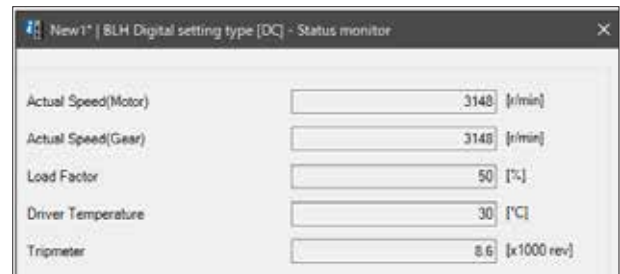 New1* | BLH Digital setting type [DC] - Status monitor
Actual Speed(Motor) 3148 [r/min]
Actual Speed(Gear) 3148 [r/min]
Load Factor 50 [%]
Driver Temperature 30 [°C]
Tripmeter 8.6 [x1000 rev]